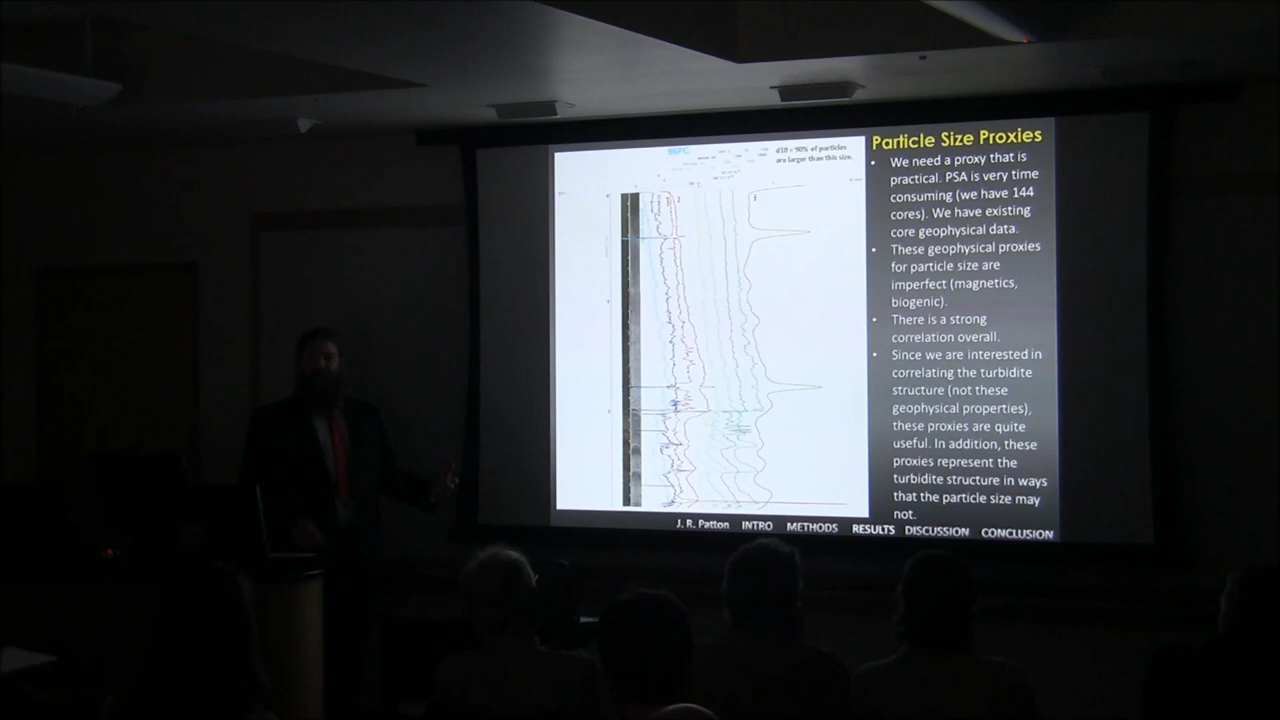 96PC
d10 = 90% of particles
are larger than this size.
Particle Size Proxies
• We need a proxy that is
practical. PSA is very time
consuming (we have 144
cores). We have existing
core geophysical data.
• These geophysical proxies
for particle size are
imperfect (magnetics,
biogenic).
• There is a strong
correlation overall.
• Since we are interested in
correlating the turbidite
structure (not these
geophysical properties),
these proxies are quite
useful. In addition, these
proxies represent the
turbidite structure in ways
that the particle size may
not.
J. R. Patton INTRO METHODS RESULTS DISCUSSION CONCLUSION